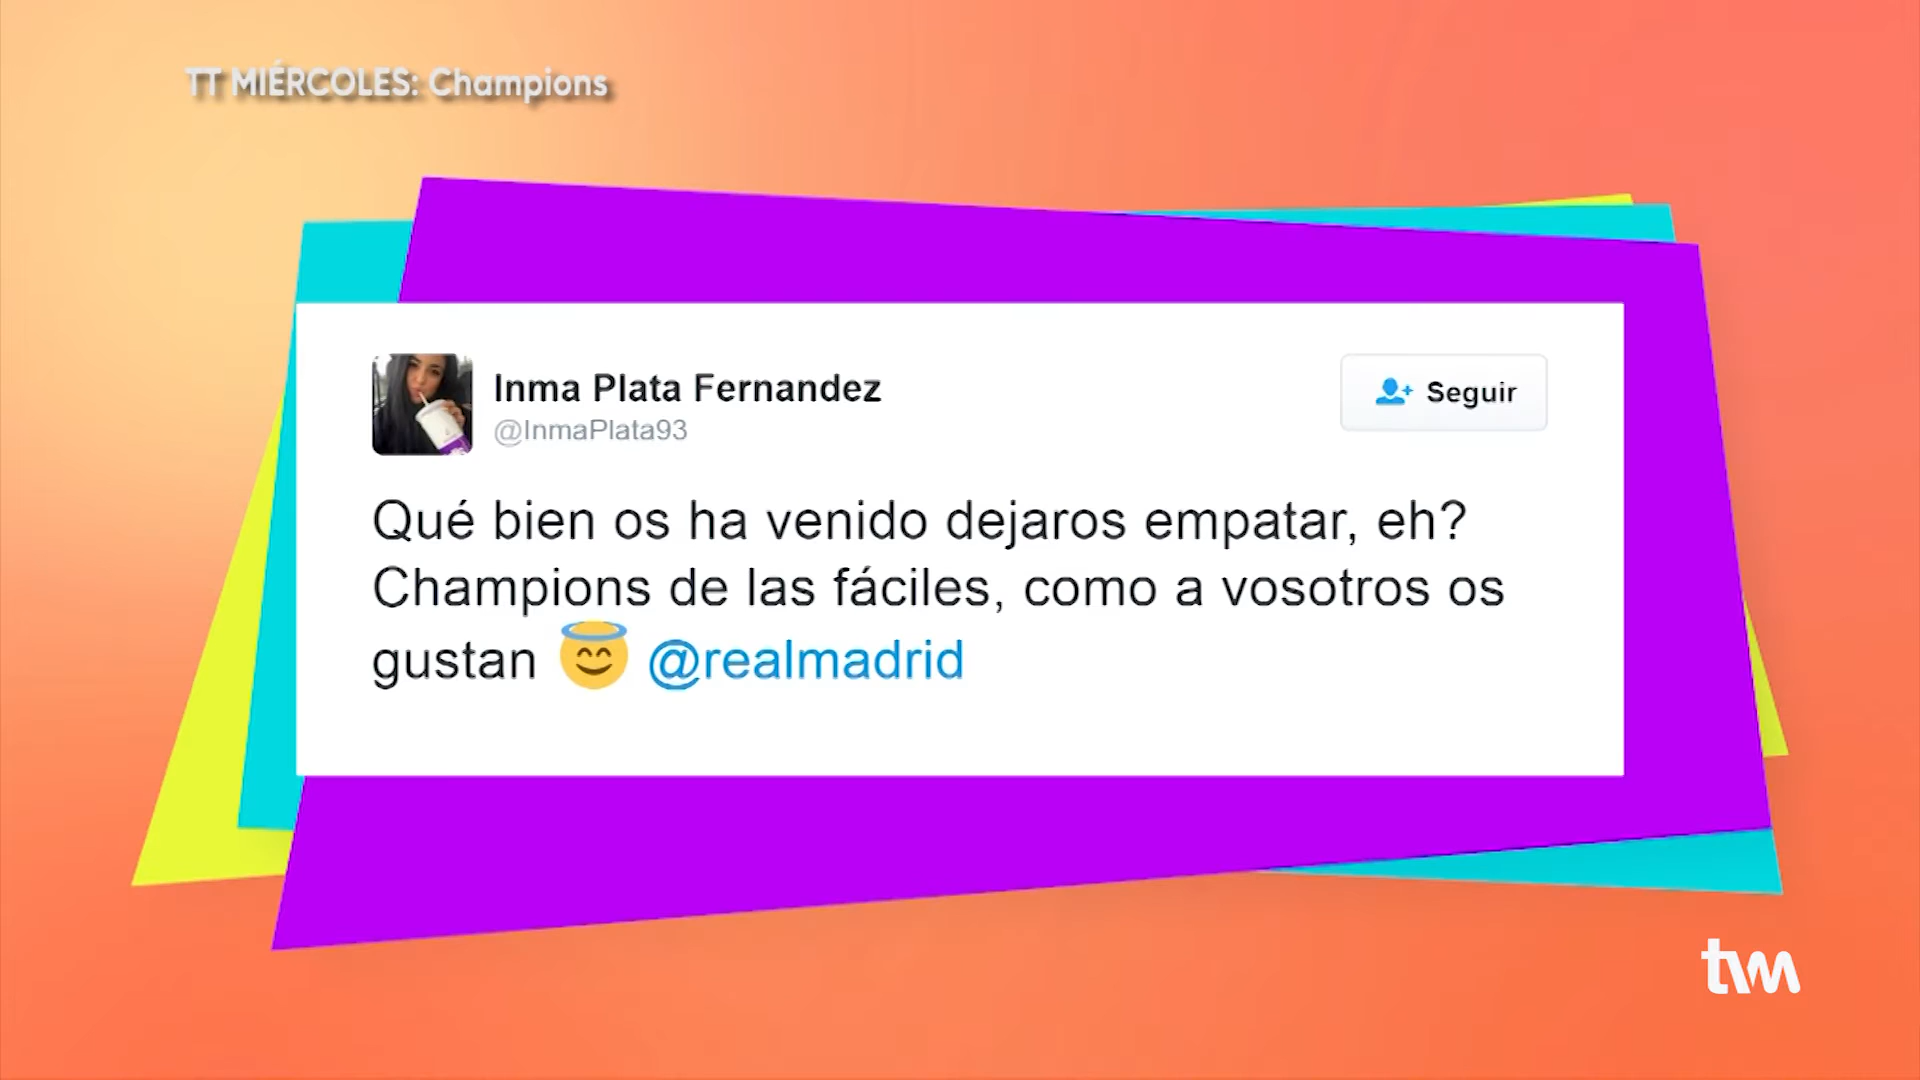 TT MIÉRCOLES: Champions
Inma Plata Fernandez
@InmaPlata93
Seguir
Qué bien os ha venido dejaros empatar, eh?
Champions de las fáciles, como a vosotros os
gustan 😇 @realmadrid
tvm